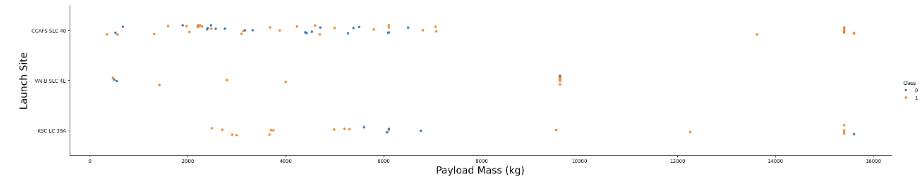 Launch Site
CCAFS SLC 40
VAFB SLC 4E
KSC LC 39A
0
2000
4000
6000
8000
10000
12000
14000
16000
Payload Mass (kg)
Class
0
1